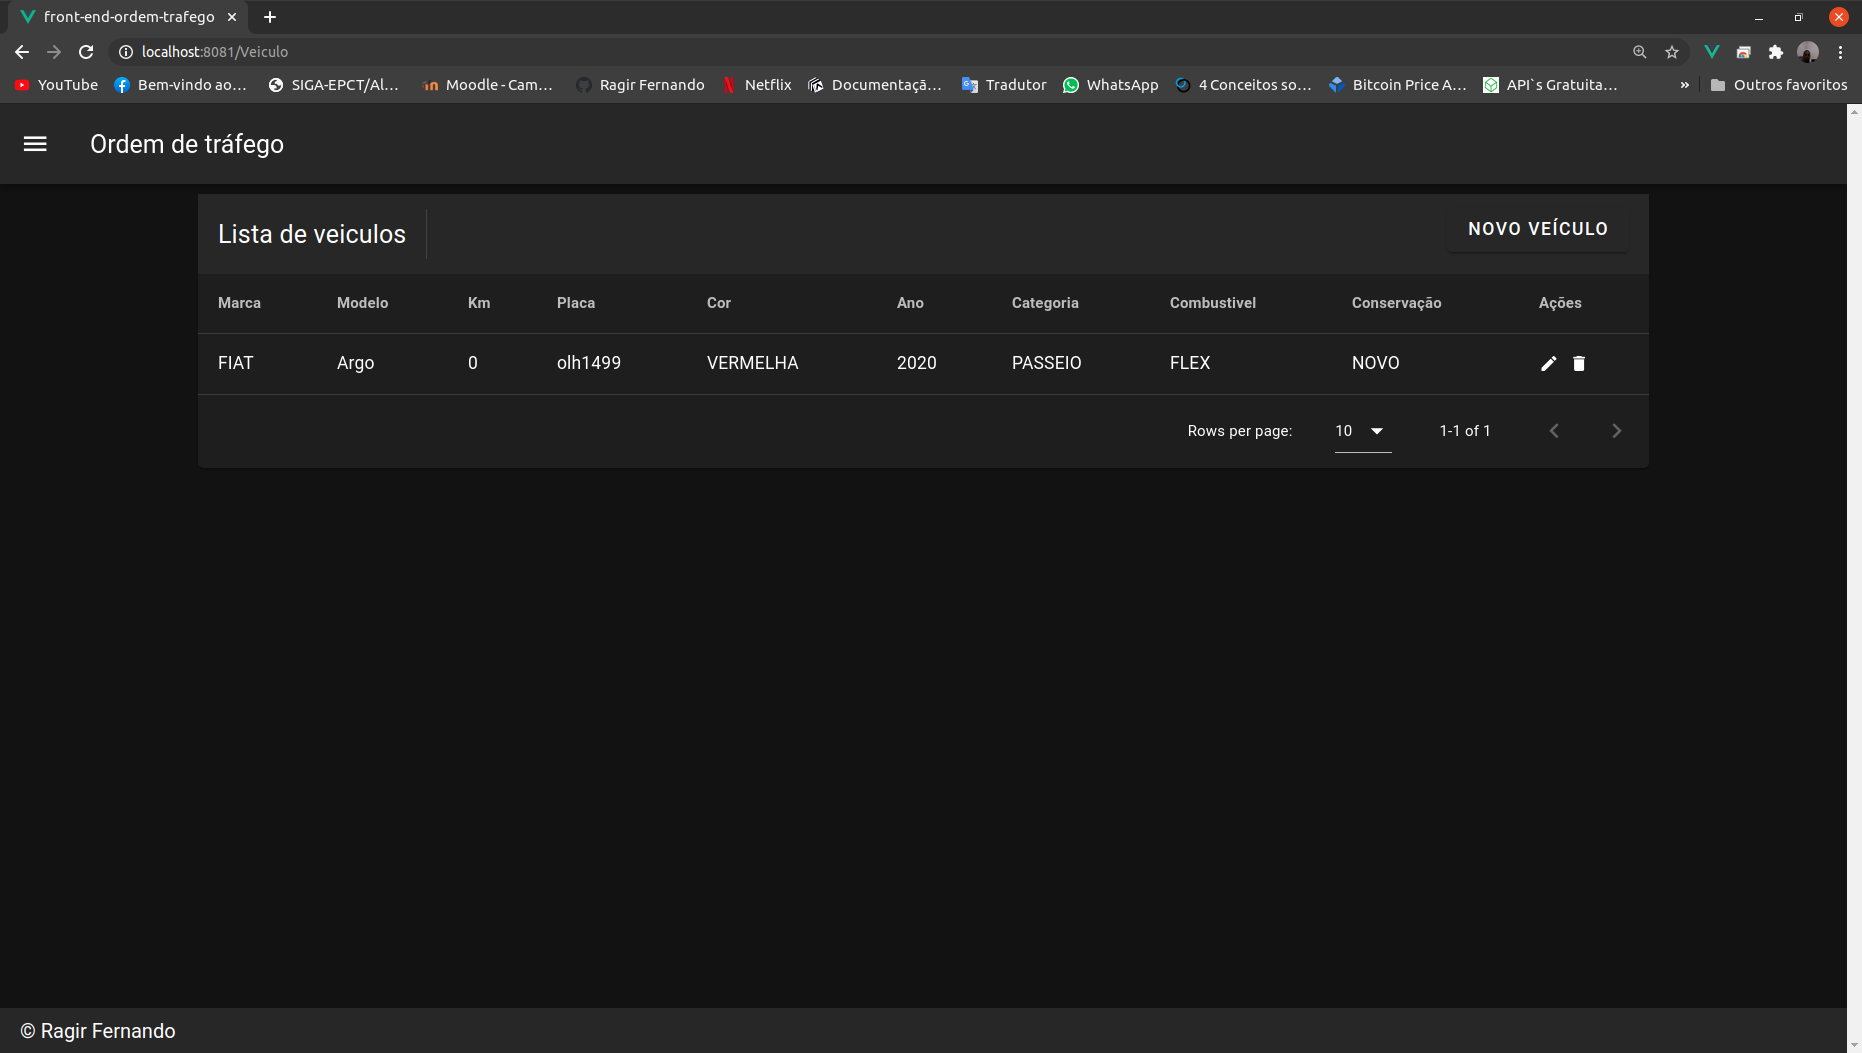 front-end-ordem-trafego
localhost:8081/Veiculo
YouTube Bem-vindo ao... SIGA-EPCT/Al... Moodle - Cam... Ragir Fernando Netflix Documentaçã... Tradutor WhatsApp 4 Conceitos so... Bitcoin Price A... API`s Gratuita... » Outros favoritos
Ordem de tráfego
Lista de veiculos NOVO VEÍCULO
Marca Modelo Km Placa Cor Ano Categoria Combustivel Conservação Ações
FIAT Argo 0 olh1499 VERMELHA 2020 PASSEIO FLEX NOVO
Rows per page: 10 1-1 of 1
© Ragir Fernando